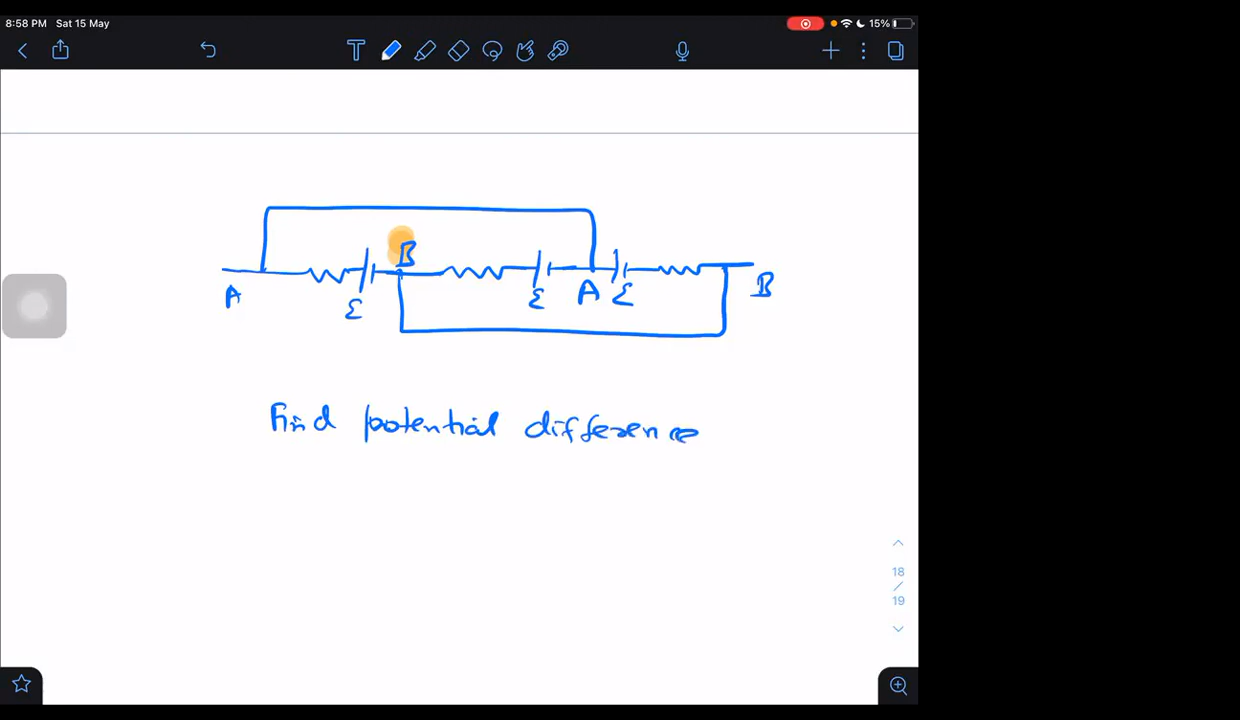 8:58 PM Sat 15 May
15%
T
B
A
ε
ε
A
ε
B
Find potential difference
18
/
19